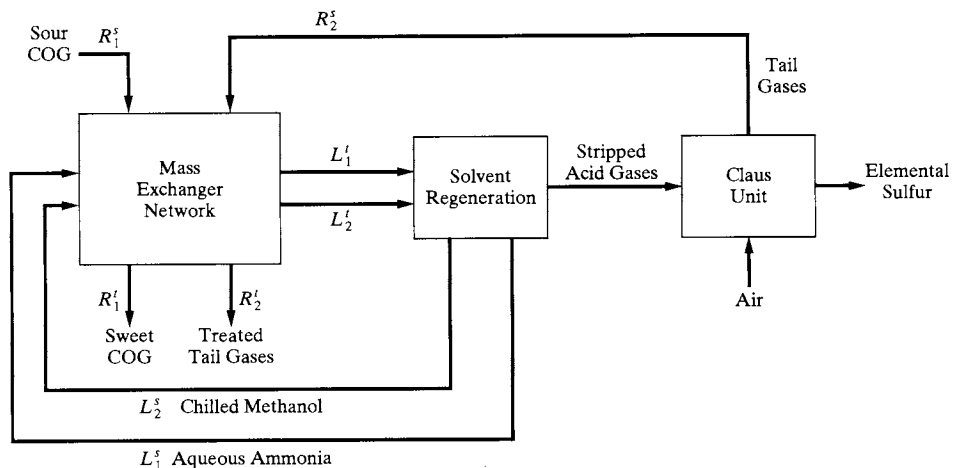 Sour
COG
R₁ˢ
R₂ˢ
Tail
Gases
Mass
Exchanger
Network
L₁ᵗ
L₂ᵗ
Solvent
Regeneration
Stripped
Acid Gases
Claus
Unit
Elemental
Sulfur
Air
R₁ᵗ
R₂ᵗ
Sweet
COG
Treated
Tail Gases
L₂ˢ Chilled Methanol
L₁ˢ Aqueous Ammonia